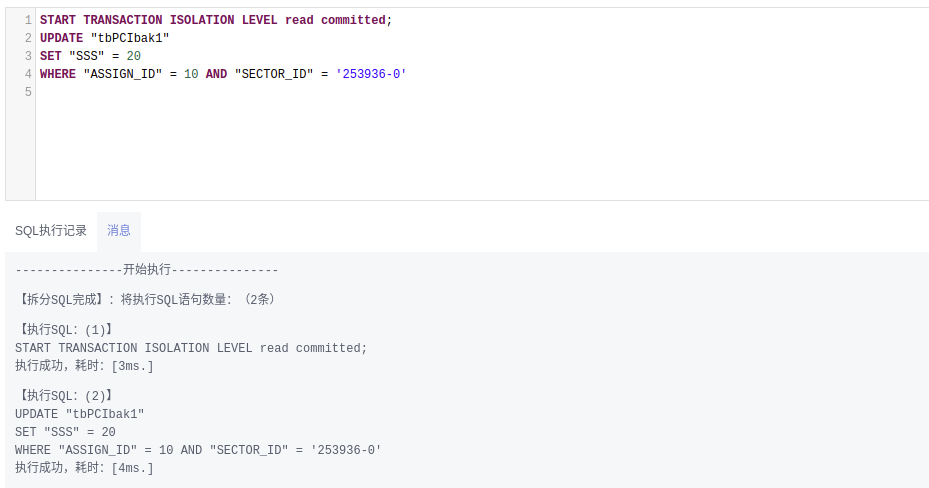 1 START TRANSACTION ISOLATION LEVEL read committed;
2 UPDATE "tbPCIbak1"
3 SET "SSS" = 20
4 WHERE "ASSIGN_ID" = 10 AND "SECTOR_ID" = '253936-0'
5
SQL执行记录 消息
---------------开始执行---------------
【拆分SQL完成】：将执行SQL语句数量：（2条）
【执行SQL：(1)】
START TRANSACTION ISOLATION LEVEL read committed;
执行成功，耗时：[3ms.]
【执行SQL：(2)】
UPDATE "tbPCIbak1"
SET "SSS" = 20
WHERE "ASSIGN_ID" = 10 AND "SECTOR_ID" = '253936-0'
执行成功，耗时：[4ms.]